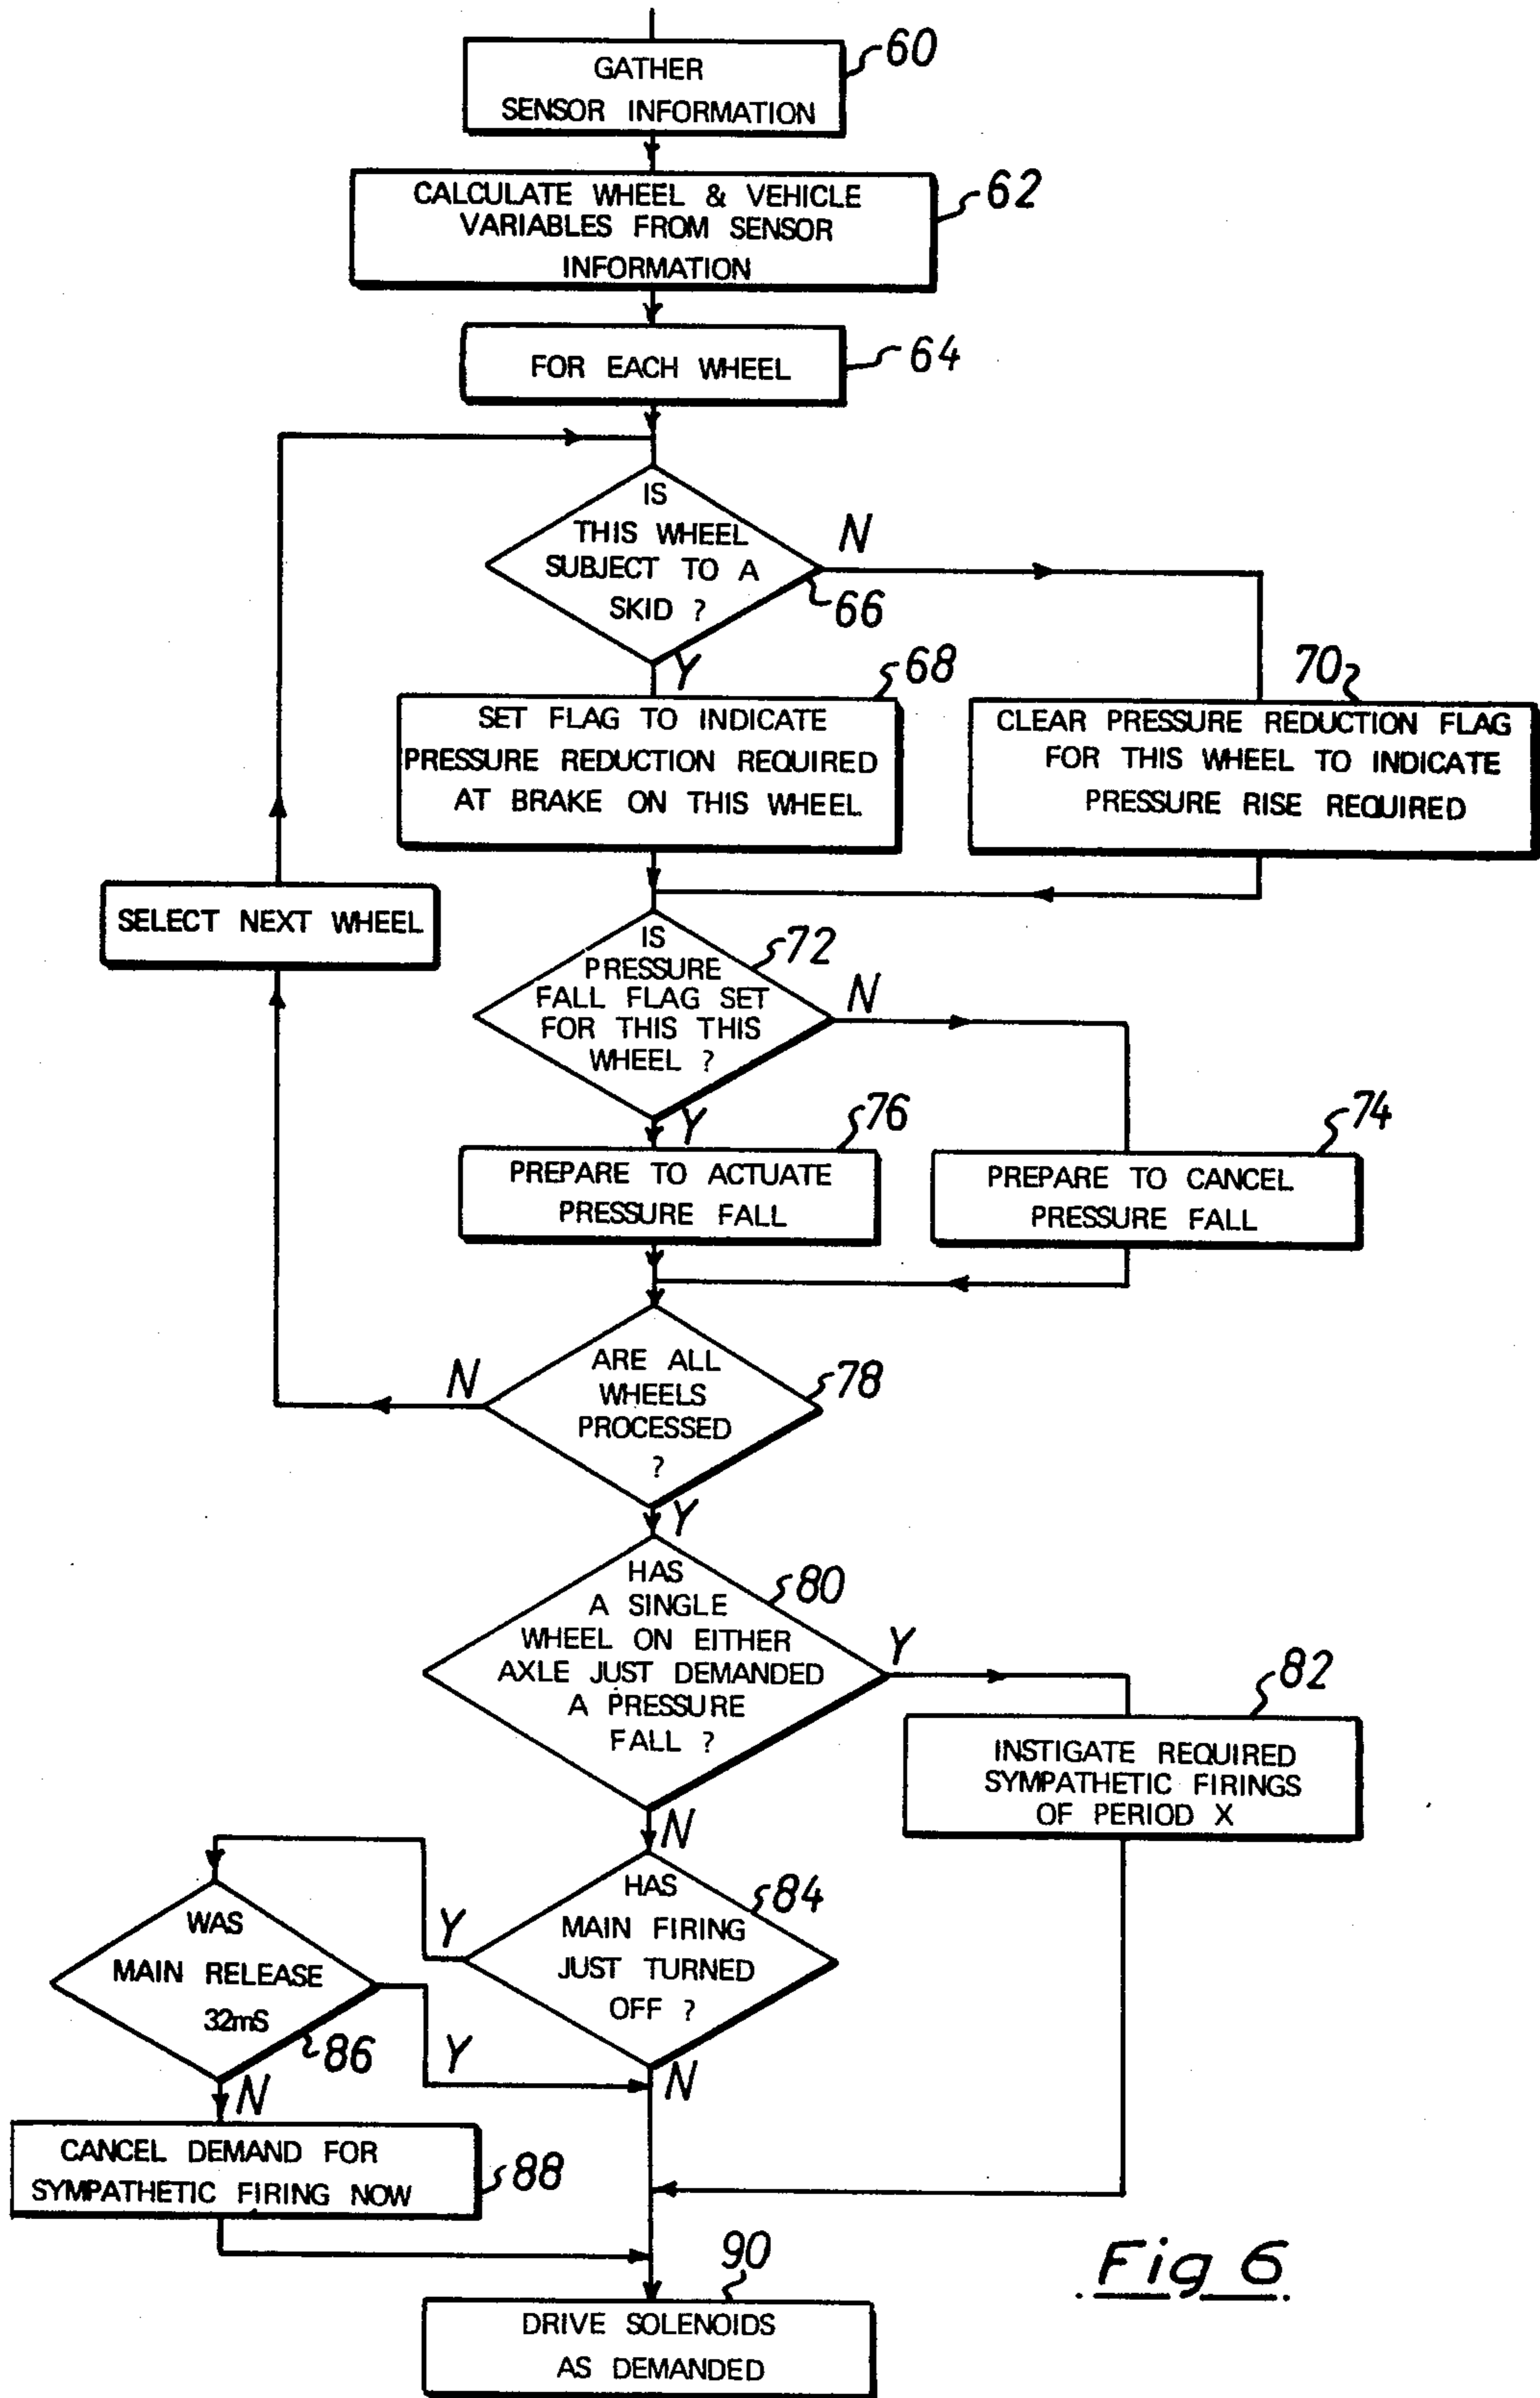 60
GATHER
SENSOR INFORMATION
62
CALCULATE WHEEL & VEHICLE
VARIABLES FROM SENSOR
INFORMATION
64
FOR EACH WHEEL
IS
THIS WHEEL
SUBJECT TO A
SKID ?
N
66
Y
68
SET FLAG TO INDICATE
PRESSURE REDUCTION REQUIRED
AT BRAKE ON THIS WHEEL
70
CLEAR PRESSURE REDUCTION FLAG
FOR THIS WHEEL TO INDICATE
PRESSURE RISE REQUIRED
SELECT NEXT WHEEL
IS
PRESSURE
FALL FLAG SET
FOR THIS THIS
WHEEL ?
72
N
Y
76
PREPARE TO ACTUATE
PRESSURE FALL
74
PREPARE TO CANCEL
PRESSURE FALL
N
ARE ALL
WHEELS
PROCESSED
?
78
Y
HAS
A SINGLE
WHEEL ON EITHER
AXLE JUST DEMANDED
A PRESSURE
FALL ?
80
Y
82
INSTIGATE REQUIRED
SYMPATHETIC FIRINGS
OF PERIOD X
N
HAS
MAIN FIRING
JUST TURNED
OFF ?
84
Y
WAS
MAIN RELEASE
32mS
86
Y
N
N
CANCEL DEMAND FOR
SYMPATHETIC FIRING NOW
88
90
DRIVE SOLENOIDS
AS DEMANDED
Fig 6